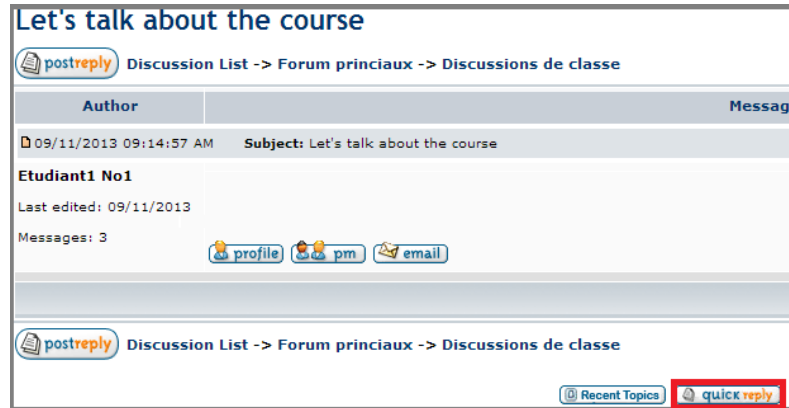 Let's talk about the course
postreply Discussion List -> Forum princiaux -> Discussions de classe
Author Messag
09/11/2013 09:14:57 AM Subject: Let's talk about the course
Etudiant1 No1
Last edited: 09/11/2013
Messages: 3
profile pm email
postreply Discussion List -> Forum princiaux -> Discussions de classe
Recent Topics quick reply